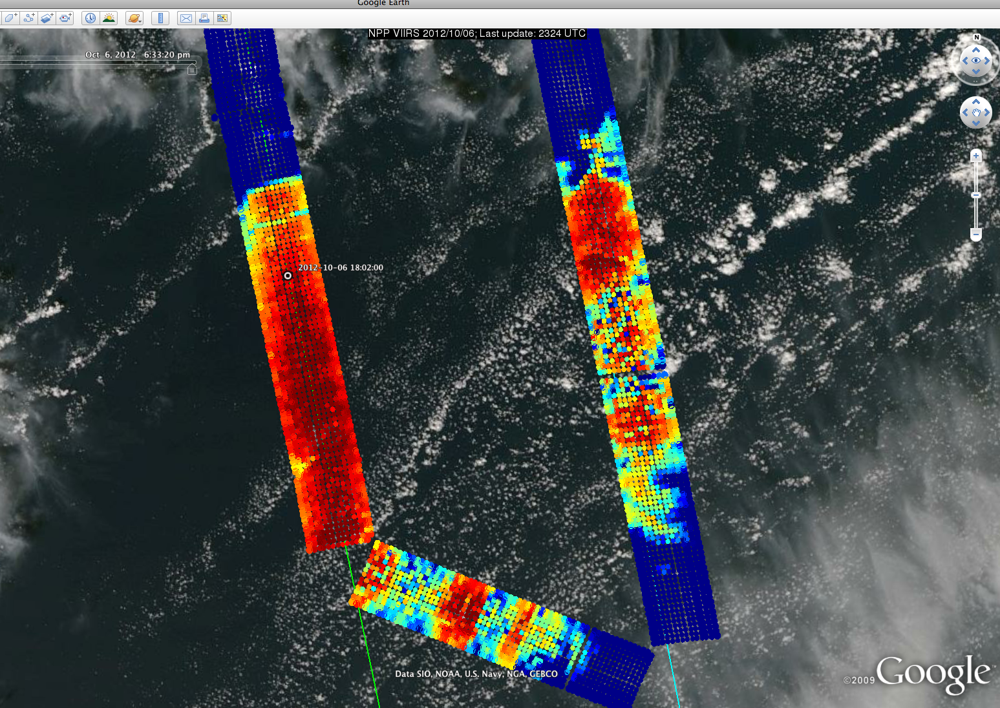 Google Earth
NPP VIIRS 2012/10/06; Last update: 2324 UTC
Oct 6, 2012 6:33:20 pm
N
2012-10-06 18:02:00
Data SIO, NOAA, U.S. Navy, NGA, GEBCO
©2009 Google™